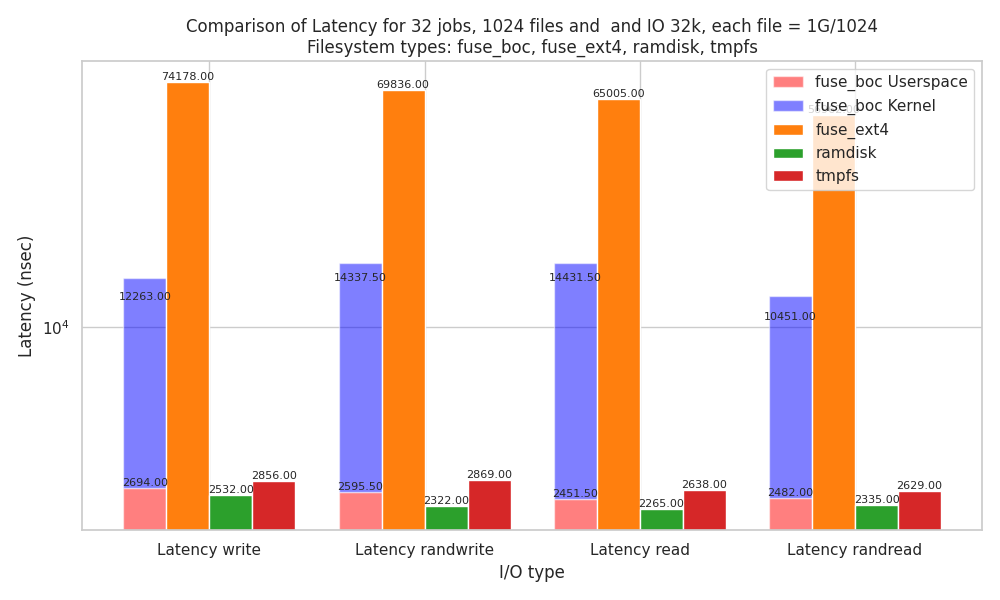 Comparison of Latency for 32 jobs, 1024 files and  and IO 32k, each file = 1G/1024
Filesystem types: fuse_boc, fuse_ext4, ramdisk, tmpfs
74178.00
69836.00
65005.00
fuse_boc Userspace
fuse_boc Kernel
fuse_ext4
ramdisk
tmpfs
Latency (nsec)
10⁴
12263.00
14337.50
14431.50
10451.00
2694.00
2532.00
2856.00
2595.50
2322.00
2869.00
2451.50
2265.00
2638.00
2482.00
2335.00
2629.00
Latency write
Latency randwrite
Latency read
Latency randread
I/O type